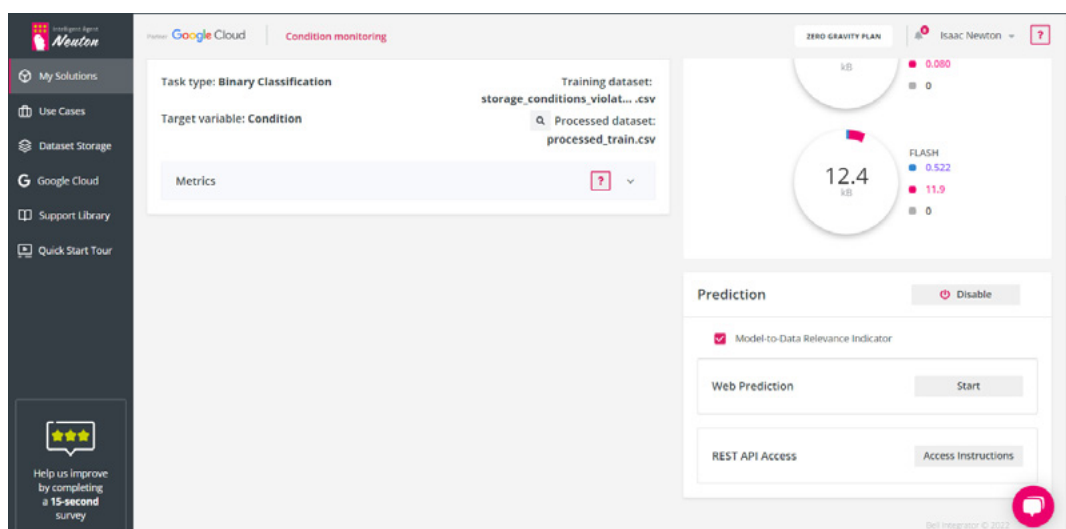 Intelligent Agent
Neuton
Partner Google Cloud
Condition monitoring
ZERO GRAVITY PLAN
Isaac Newton
?
My Solutions
Use Cases
Dataset Storage
Google Cloud
Support Library
Quick Start Tour
Help us improve
by completing
a 15-second
survey
Task type: Binary Classification
Training dataset:
storage_conditions_violat... .csv
Target variable: Condition
Processed dataset:
processed_train.csv
Metrics
?
kB
0.080
0
12.4
kB
FLASH
0.522
11.9
0
Prediction
Disable
Model-to-Data Relevance Indicator
Web Prediction
Start
REST API Access
Access Instructions
Bell Integrator © 2022